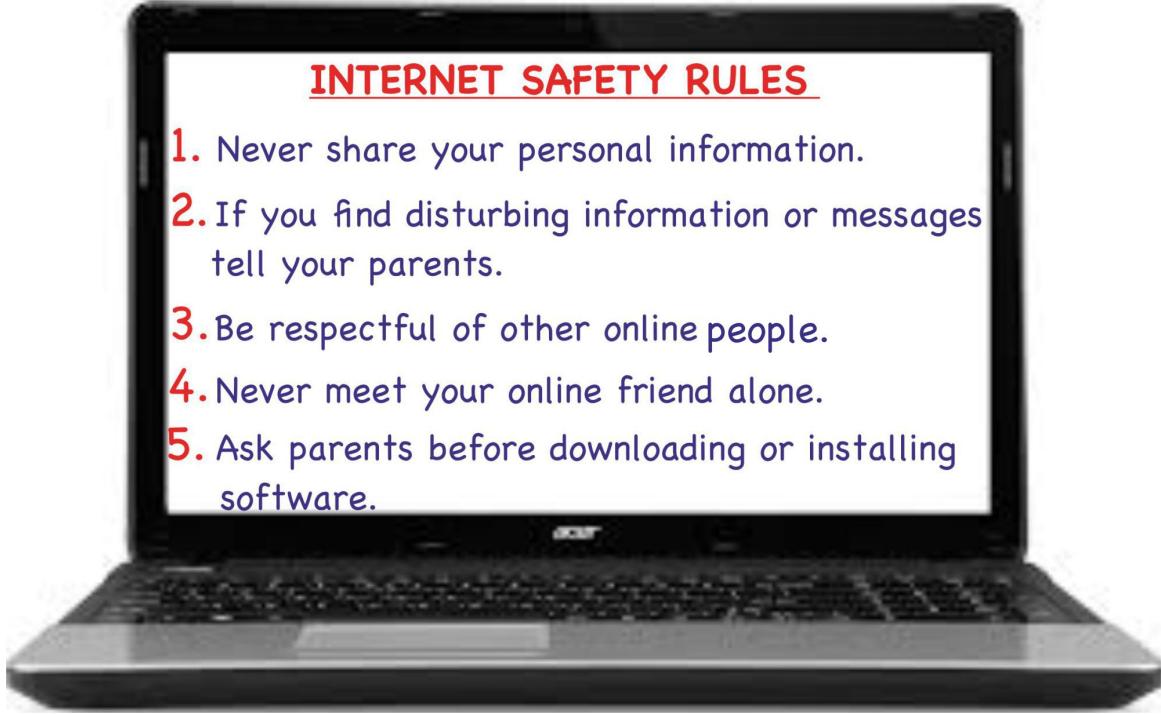 INTERNET SAFETY RULES
1. Never share your personal information.
2. If you find disturbing information or messages
tell your parents.
3. Be respectful of other online people.
4. Never meet your online friend alone.
5. Ask parents before downloading or installing
software.
acer